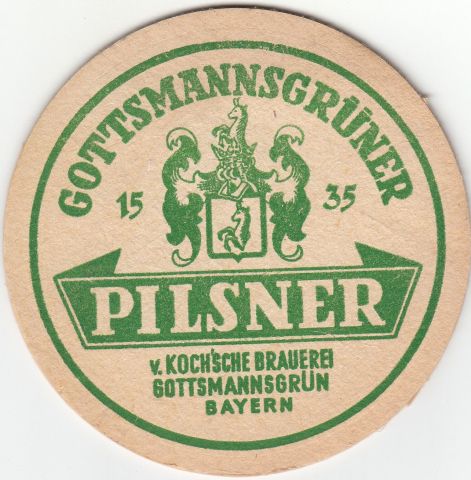 GOTTSMANNSGRÜNER
15 35
PILSNER
v. KOCH'SCHE BRAUEREI
GOTTSMANNSGRÜN
BAYERN